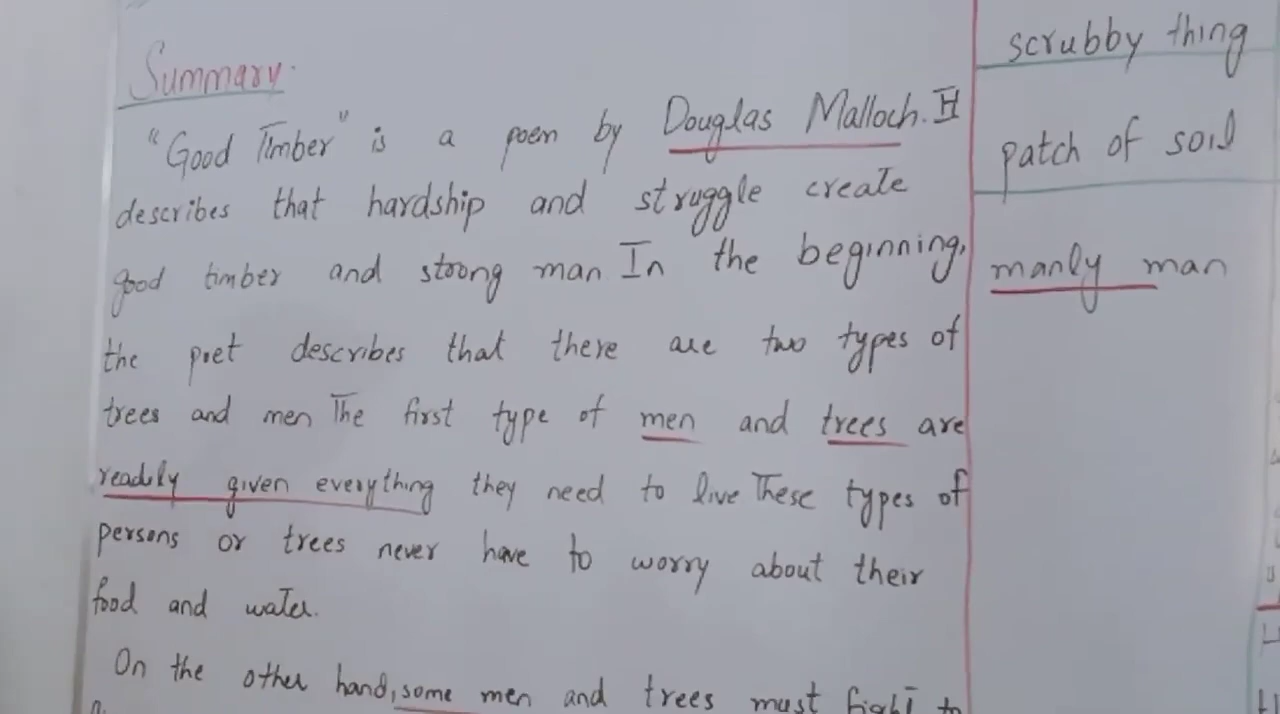 Summary.
"Good Timber" is a poem by Douglas Malloch. It
describes that hardship and struggle create
good timber and strong man. In the beginning,
the poet describes that there are two types of
trees and men The first type of men and trees are
readily given everything they need to live These types of
persons or trees never have to worry about their
food and water.
On the other hand, some men and trees must fight to
scrubby thing
patch of soil
manly man